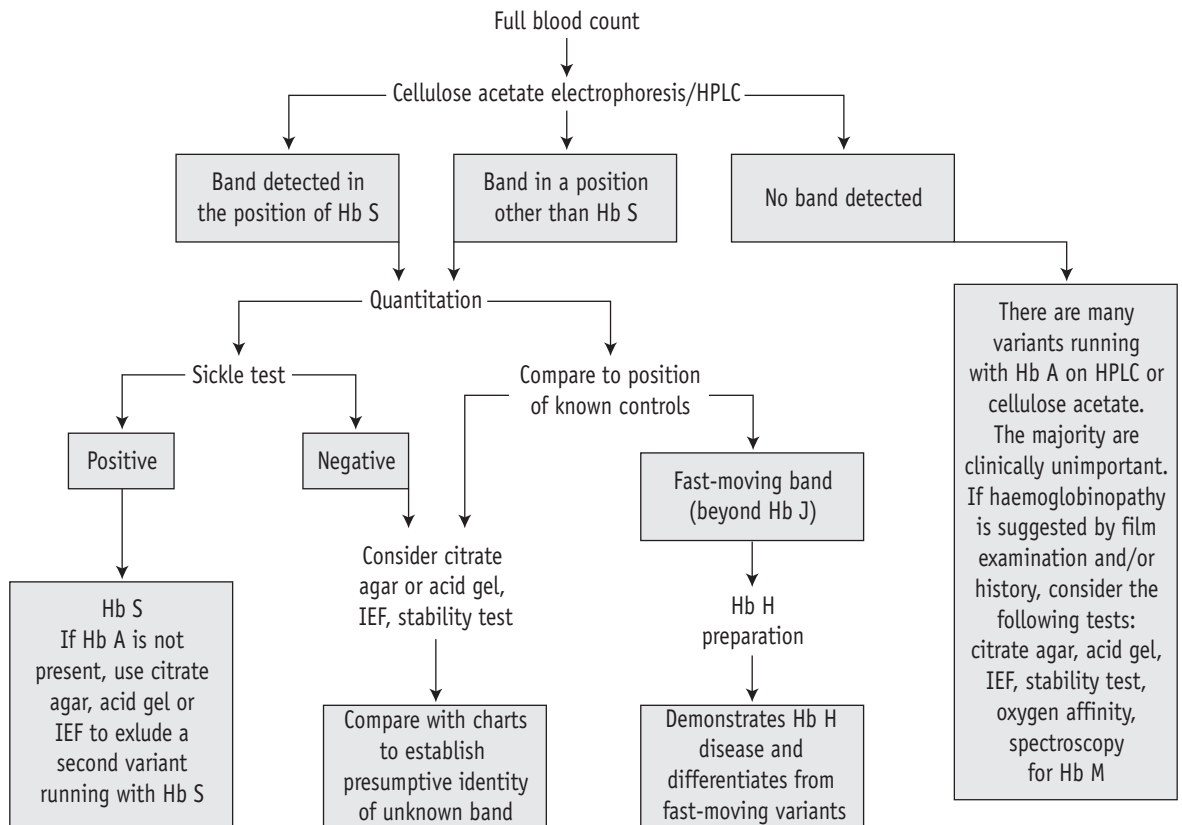 Full blood count
Cellulose acetate electrophoresis/HPLC
Band detected in
the position of Hb S
Band in a position
other than Hb S
No band detected
Quantitation
Sickle test
Compare to position
of known controls
Positive
Negative
Fast-moving band
(beyond Hb J)
Consider citrate
agar or acid gel,
IEF, stability test
Hb H
preparation
Hb S
If Hb A is not
present, use citrate
agar, acid gel or
IEF to exlude a
second variant
running with Hb S
Compare with charts
to establish
presumptive identity
of unknown band
Demonstrates Hb H
disease and
differentiates from
fast-moving variants
There are many
variants running
with Hb A on HPLC or
cellulose acetate.
The majority are
clinically unimportant.
If haemoglobinopathy
is suggested by film
examination and/or
history, consider the
following tests:
citrate agar, acid gel,
IEF, stability test,
oxygen affinity,
spectroscopy
for Hb M